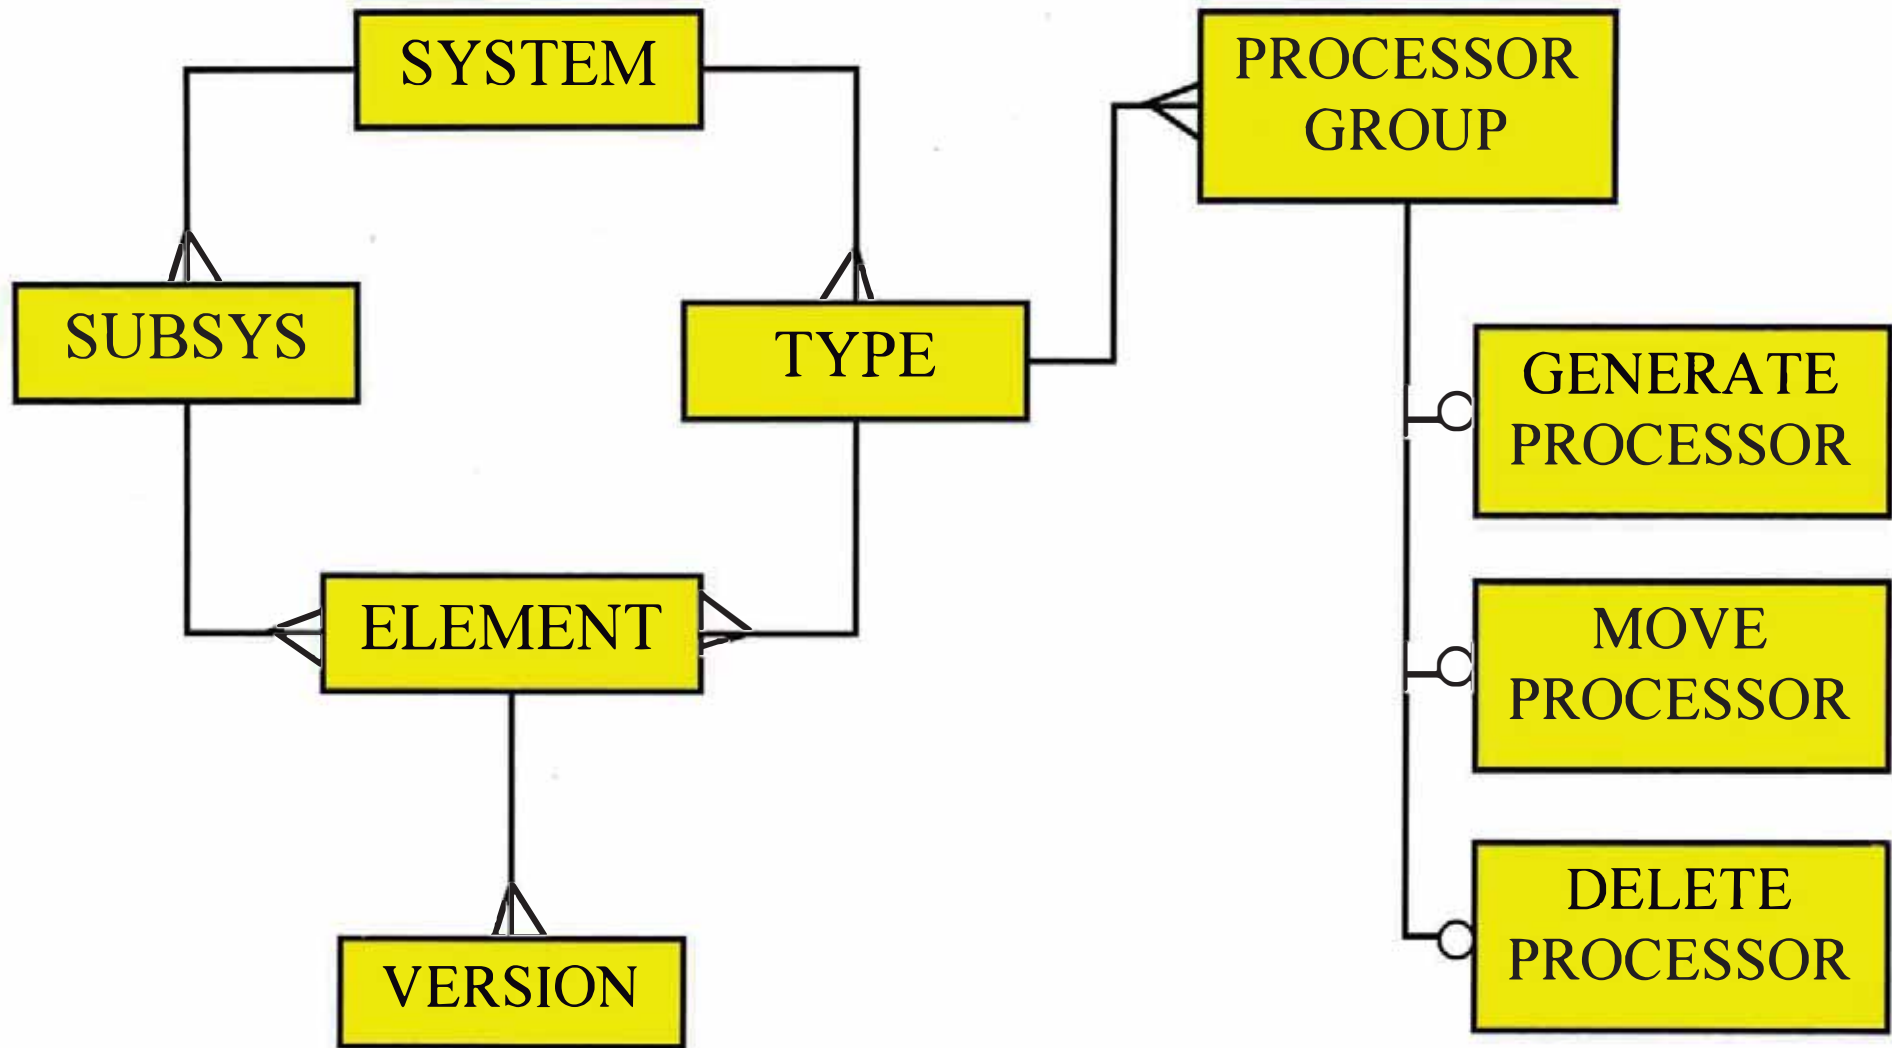 SYSTEM
PROCESSOR
GROUP
SUBSYS
TYPE
GENERATE
PROCESSOR
ELEMENT
MOVE
PROCESSOR
DELETE
PROCESSOR
VERSION